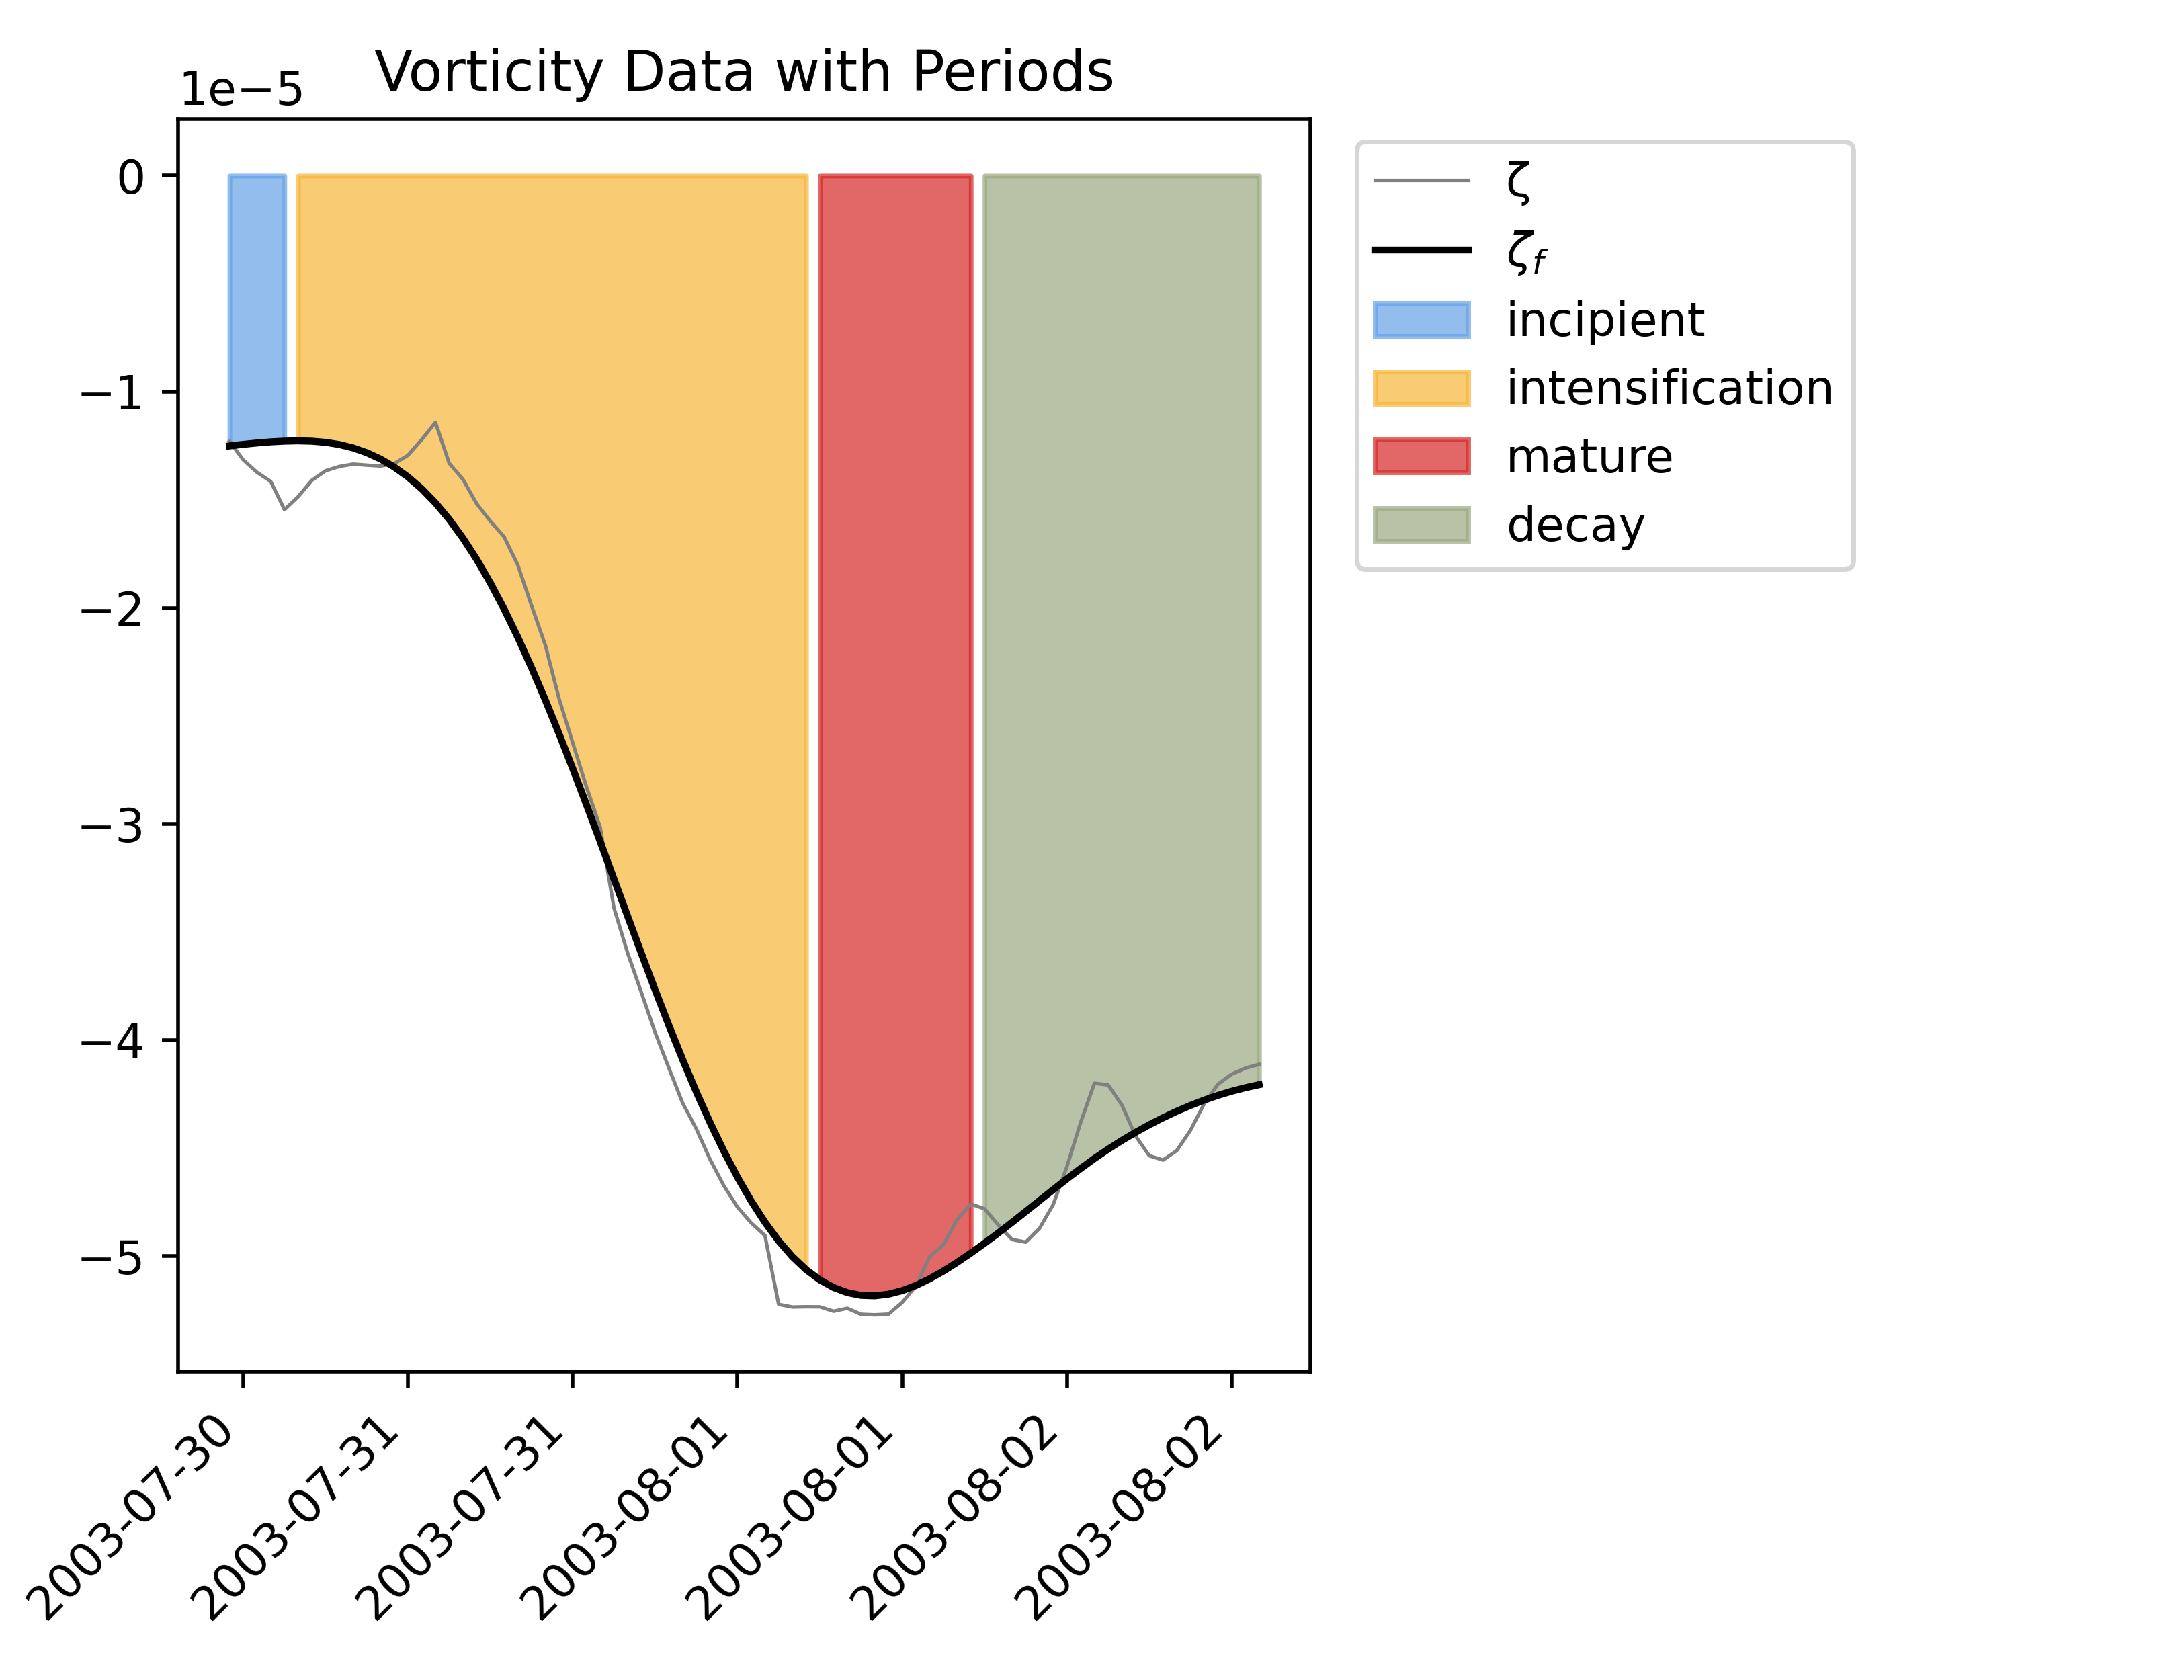 Vorticity Data with Periods
1e−5
0
−1
−2
−3
−4
−5
2003-07-30
2003-07-31
2003-07-31
2003-08-01
2003-08-01
2003-08-02
2003-08-02
ζ
ζf
incipient
intensification
mature
decay